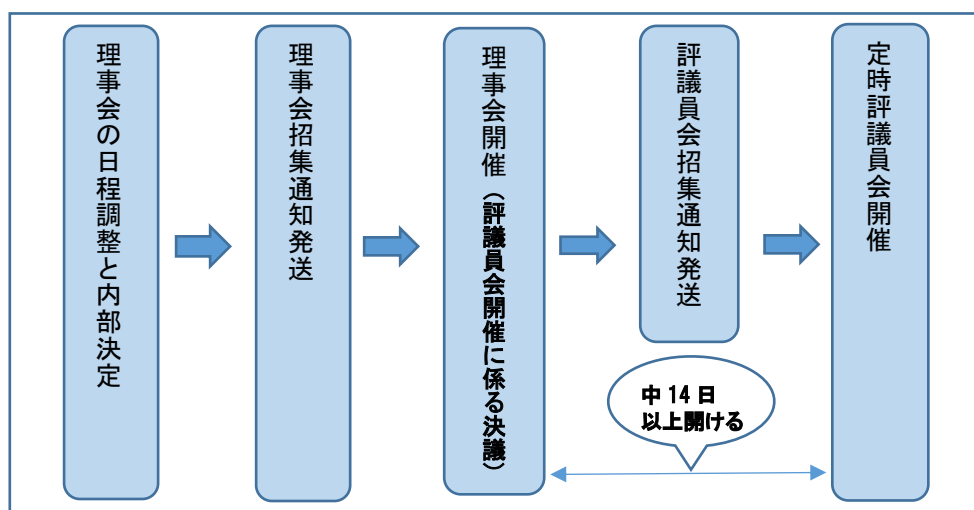 理事会の日程調整と内部決定
理事会招集通知発送
理事会開催（評議員会開催に係る決議）
評議員会招集通知発送
定時評議員会開催
中 14 日
以上開ける